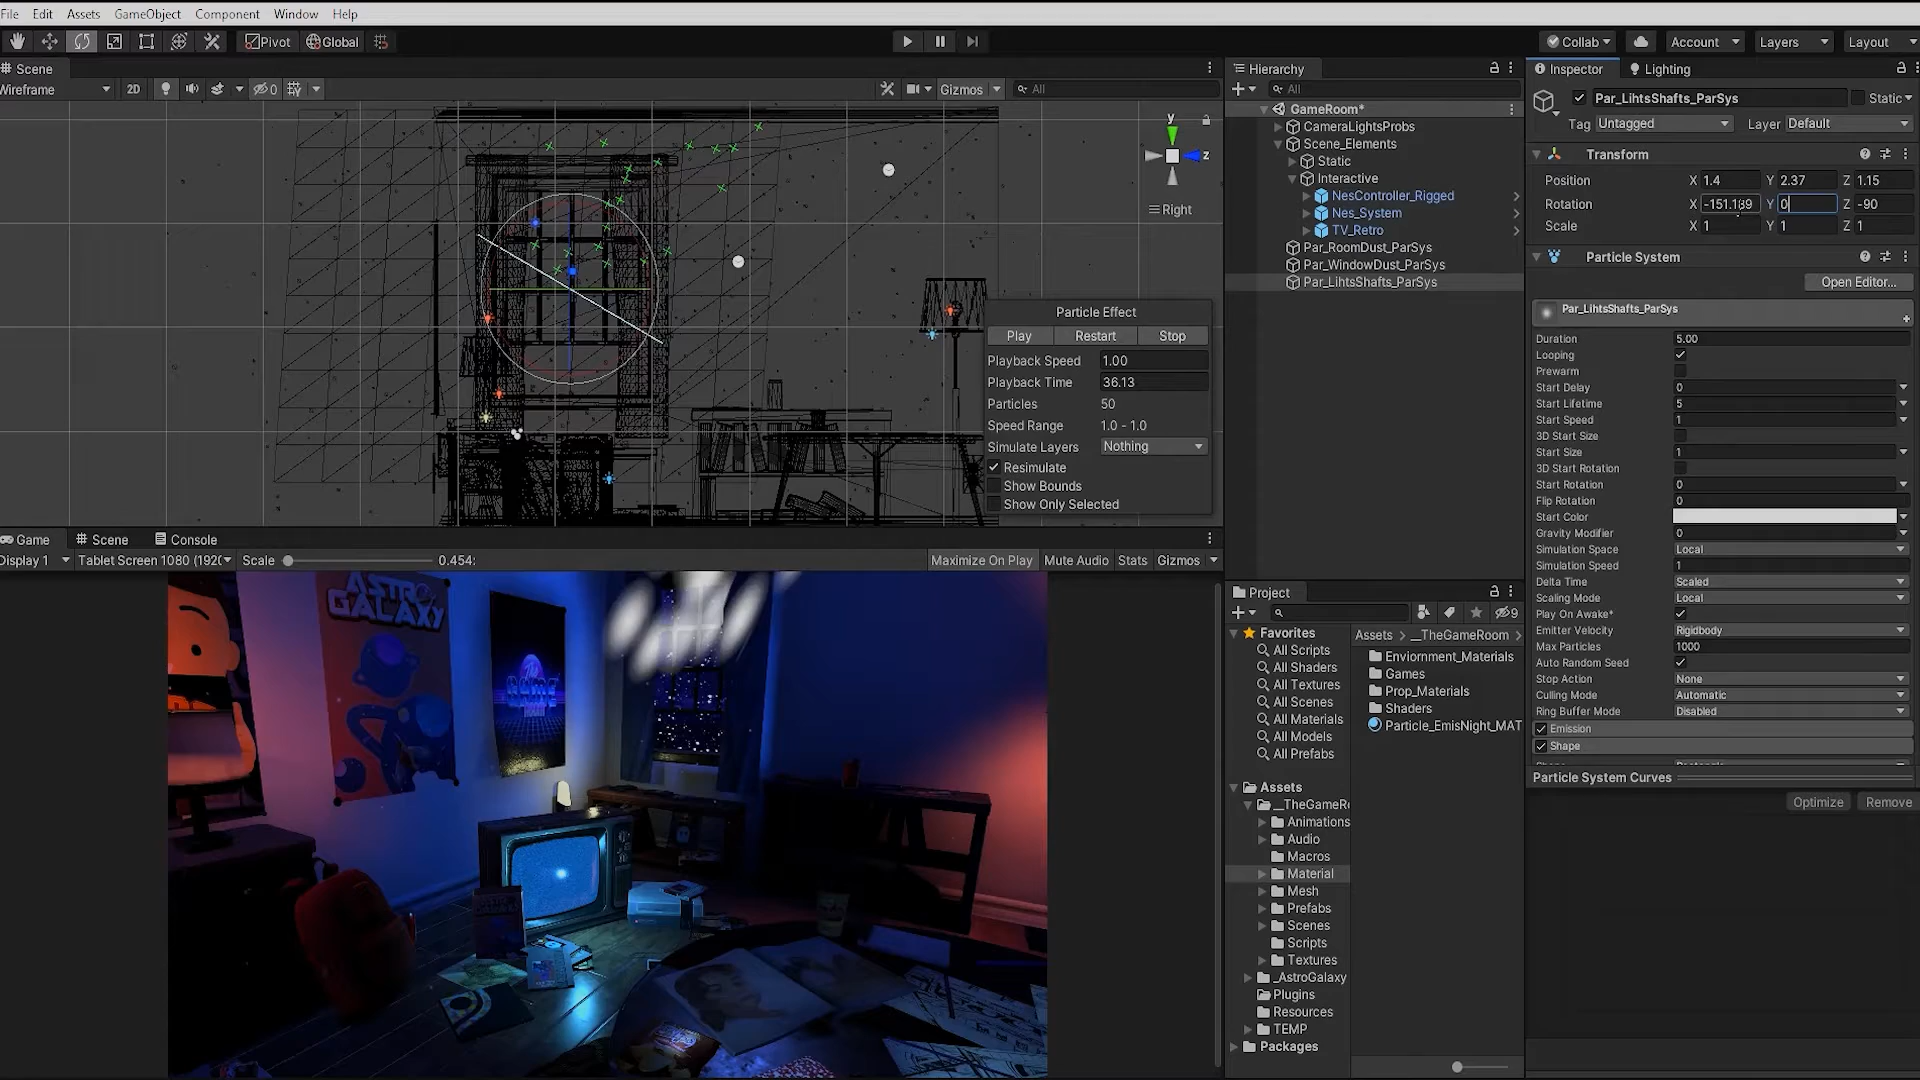 File Edit Assets GameObject Component Window Help
Pivot Global Collab Account Layers Layout
Scene
Wireframe 2D 0 Gizmos All
y
z
Right
Particle Effect
Play Restart Stop
Playback Speed 1.00
Playback Time 36.13
Particles 50
Speed Range 1.0 - 1.0
Simulate Layers Nothing
Resimulate
Show Bounds
Show Only Selected
Game Scene Console
Display 1 Tablet Screen 1080 (192( Scale 0.454: Maximize On Play Mute Audio Stats Gizmos
ASTRO
GALAXY
THE
GAME
Hierarchy
All
GameRoom*
CameraLightsProbs
Scene_Elements
Static
Interactive
NesController_Rigged
Nes_System
TV_Retro
Par_RoomDust_ParSys
Par_WindowDust_ParSys
Par_LihtsShafts_ParSys
Project
9
Favorites
All Scripts
All Shaders
All Textures
All Scenes
All Materials
All Models
All Prefabs
Assets
__TheGameRo
Animations
Audio
Macros
Material
Mesh
Prefabs
Scenes
Scripts
Textures
_AstroGalaxy
Plugins
Resources
TEMP
Packages
Assets > __TheGameRoom >
Enviornment_Materials
Games
Prop_Materials
Shaders
Particle_EmisNight_MAT
Inspector Lighting
Par_LihtsShafts_ParSys Static
Tag Untagged Layer Default
Transform
Position X 1.4 Y 2.37 Z 1.15
Rotation X -151.189 Y 0 Z -90
Scale X 1 Y 1 Z 1
Particle System
Open Editor...
Par_LihtsShafts_ParSys
Duration 5.00
Looping
Prewarm
Start Delay 0
Start Lifetime 5
Start Speed 1
3D Start Size
Start Size 1
3D Start Rotation
Start Rotation 0
Flip Rotation 0
Start Color
Gravity Modifier 0
Simulation Space Local
Simulation Speed 1
Delta Time Scaled
Scaling Mode Local
Play On Awake*
Emitter Velocity Rigidbody
Max Particles 1000
Auto Random Seed
Stop Action None
Culling Mode Automatic
Ring Buffer Mode Disabled
Emission
Shape
Particle System Curves
Optimize Remove